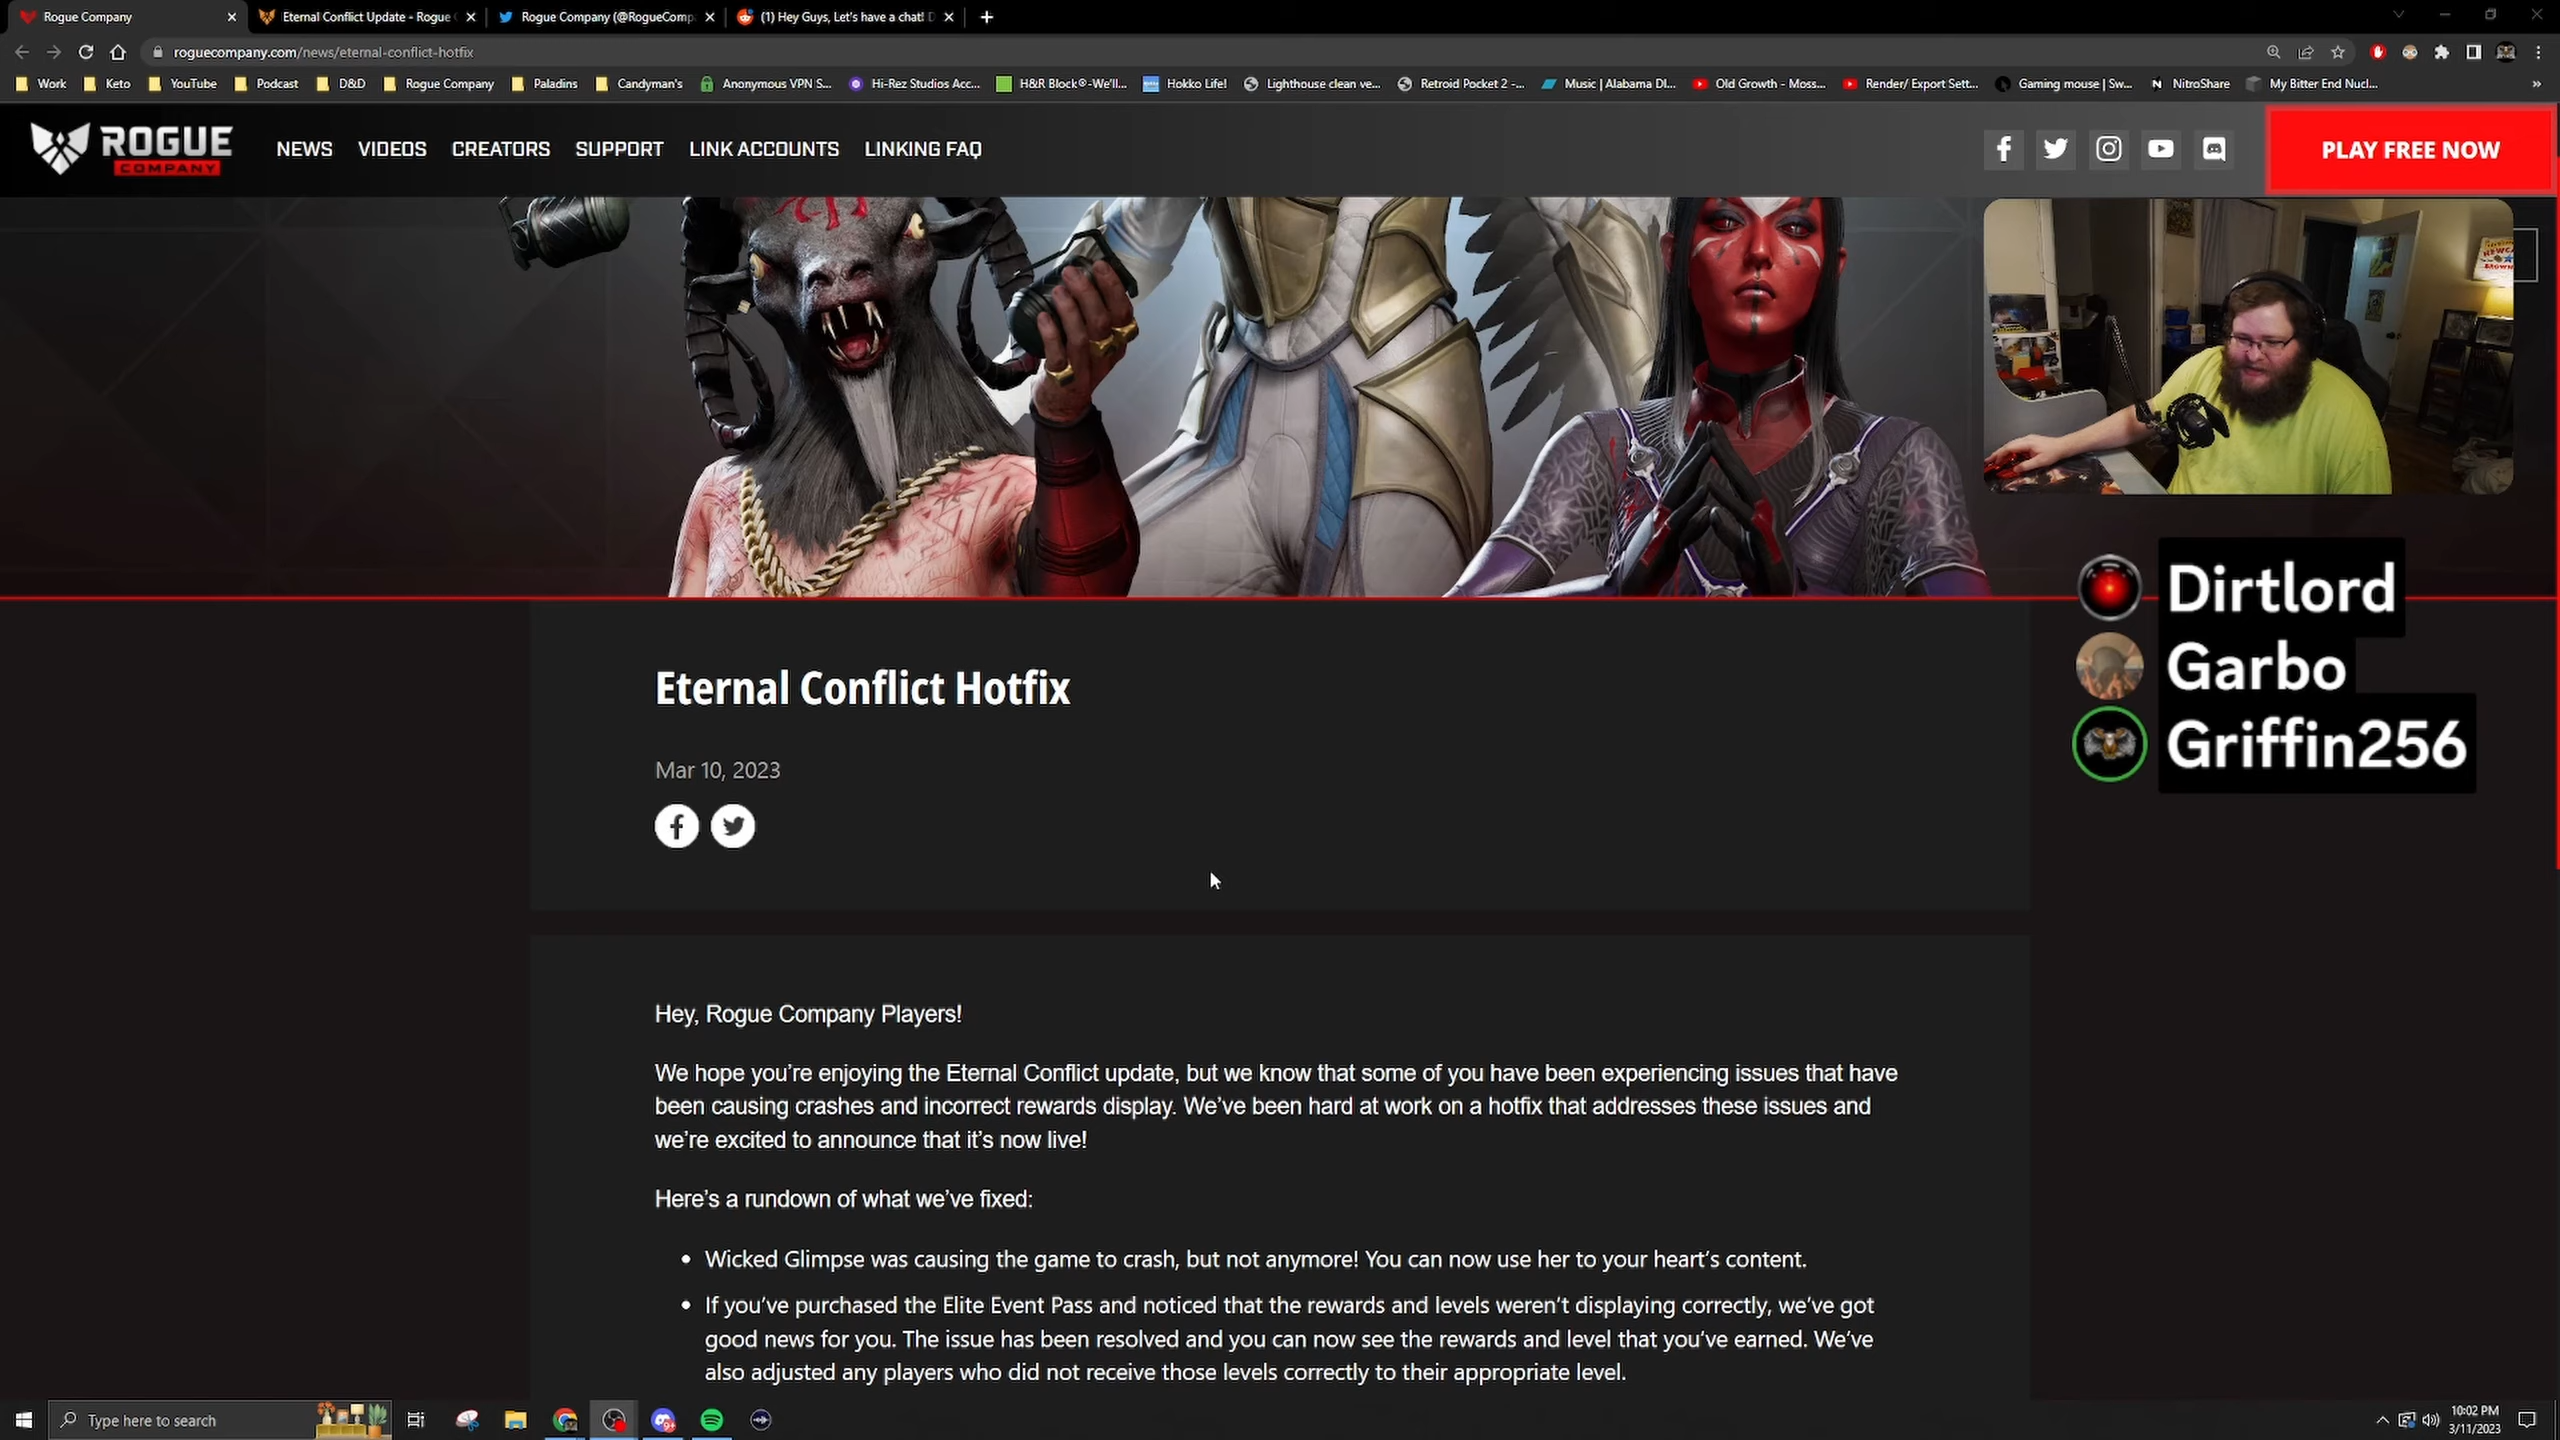 Rogue Company
Eternal Conflict Update - Rogue
Rogue Company (@RogueComp
(1) Hey Guys, Let's have a chat!
roguecompany.com/news/eternal-conflict-hotfix
Work
Keto
YouTube
Podcast
D&D
Rogue Company
Paladins
Candyman's
Anonymous VPN S...
Hi-Rez Studios Acc...
H&R Block®-We'll...
Hokko Life!
Lighthouse clean ve...
Retroid Pocket 2 -...
Music | Alabama DI...
Old Growth - Moss...
Render/ Export Sett...
Gaming mouse | Sw...
NitroShare
My Bitter End Nucl...
ROGUE
COMPANY
NEWS
VIDEOS
CREATORS
SUPPORT
LINK ACCOUNTS
LINKING FAQ
PLAY FREE NOW
Dirtlord
Garbo
Griffin256
Eternal Conflict Hotfix
Mar 10, 2023
Hey, Rogue Company Players!
We hope you're enjoying the Eternal Conflict update, but we know that some of you have been experiencing issues that have
been causing crashes and incorrect rewards display. We've been hard at work on a hotfix that addresses these issues and
we're excited to announce that it's now live!
Here's a rundown of what we've fixed:
• Wicked Glimpse was causing the game to crash, but not anymore! You can now use her to your heart's content.
• If you've purchased the Elite Event Pass and noticed that the rewards and levels weren't displaying correctly, we've got
good news for you. The issue has been resolved and you can now see the rewards and level that you've earned. We've
also adjusted any players who did not receive those levels correctly to their appropriate level.
Type here to search
10:02 PM
3/11/2023